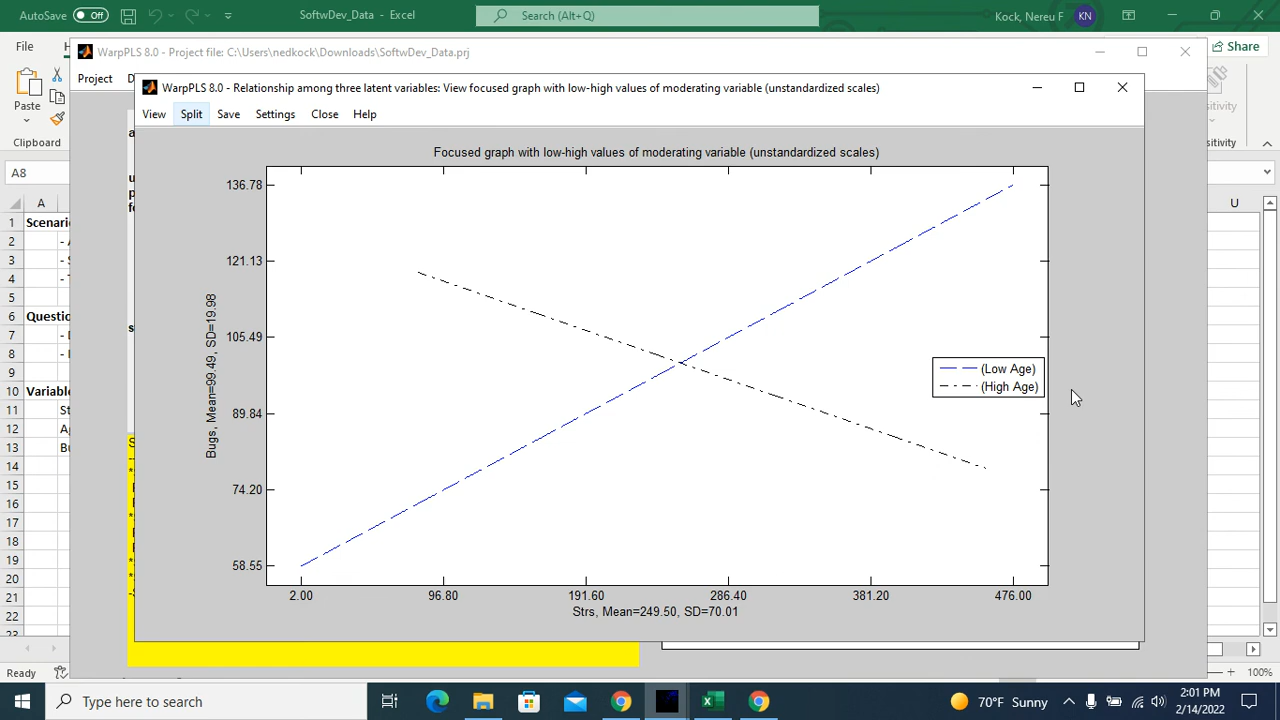 AutoSave Off SoftwDev_Data - Excel Search (Alt+Q) Kock, Nereu F KN
File Share
WarpPLS 8.0 - Project file: C:\Users\nedkock\Downloads\SoftwDev_Data.prj
Project D
Paste
Clipboard
WarpPLS 8.0 - Relationship among three latent variables: View focused graph with low-high values of moderating variable (unstandardized scales)
View Split Save Settings Close Help
Focused graph with low-high values of moderating variable (unstandardized scales)
136.78
121.13
105.49
89.84
74.20
58.55
Bugs, Mean=99.49, SD=19.98
(Low Age)
(High Age)
2.00 96.80 191.60 286.40 381.20 476.00
Strs, Mean=249.50, SD=70.01
A8
A U
1 Scenari
2 - A
3 - S
4 - T
5
6 Questio
7 - D
8
9
10 Variabl
11 St
12 Ag
13 Bu
14
15
16
17
18
19
20
21
22
23
Ready 100%
Type here to search 70°F Sunny 2:01 PM
2/14/2022